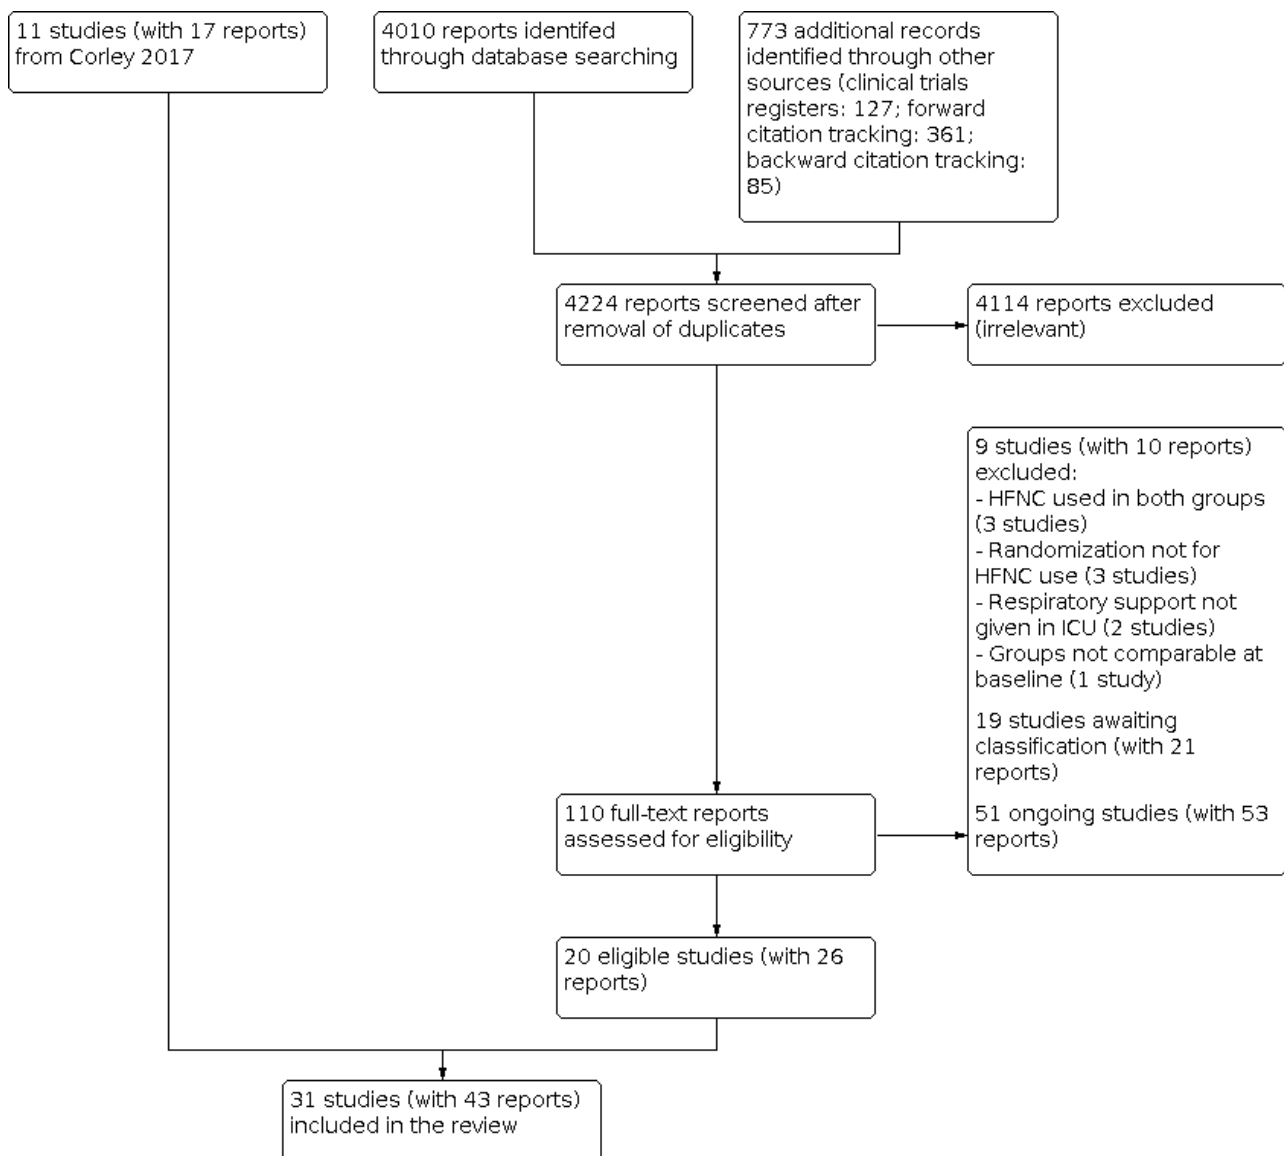 11 studies (with 17 reports)
from Corley 2017
4010 reports identifed
through database searching
773 additional records
identified through other
sources (clinical trials
registers: 127; forward
citation tracking: 361;
backward citation tracking:
85)
4224 reports screened after
removal of duplicates
4114 reports excluded
(irrelevant)
9 studies (with 10 reports)
excluded:
- HFNC used in both groups
(3 studies)
- Randomization not for
HFNC use (3 studies)
- Respiratory support not
given in ICU (2 studies)
- Groups not comparable at
baseline (1 study)
19 studies awaiting
classification (with 21
reports)
51 ongoing studies (with 53
reports)
110 full-text reports
assessed for eligibility
20 eligible studies (with 26
reports)
31 studies (with 43 reports)
included in the review